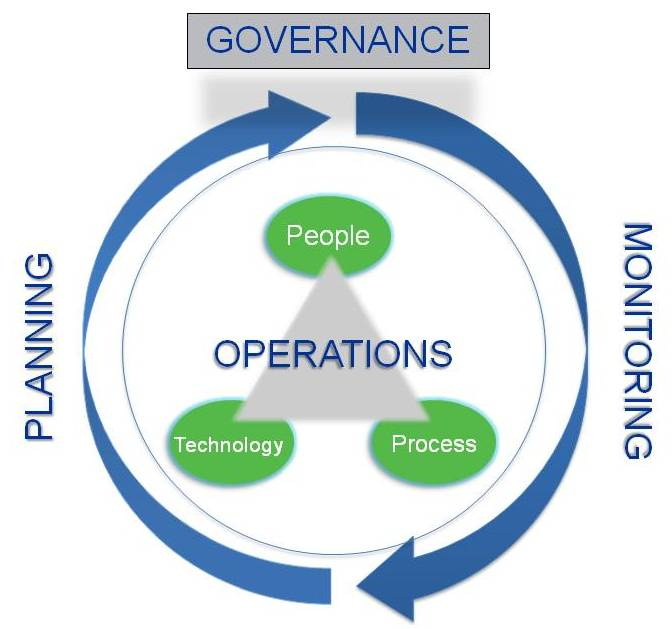 GOVERNANCE
People
PLANNING
MONITORING
OPERATIONS
Technology
Process